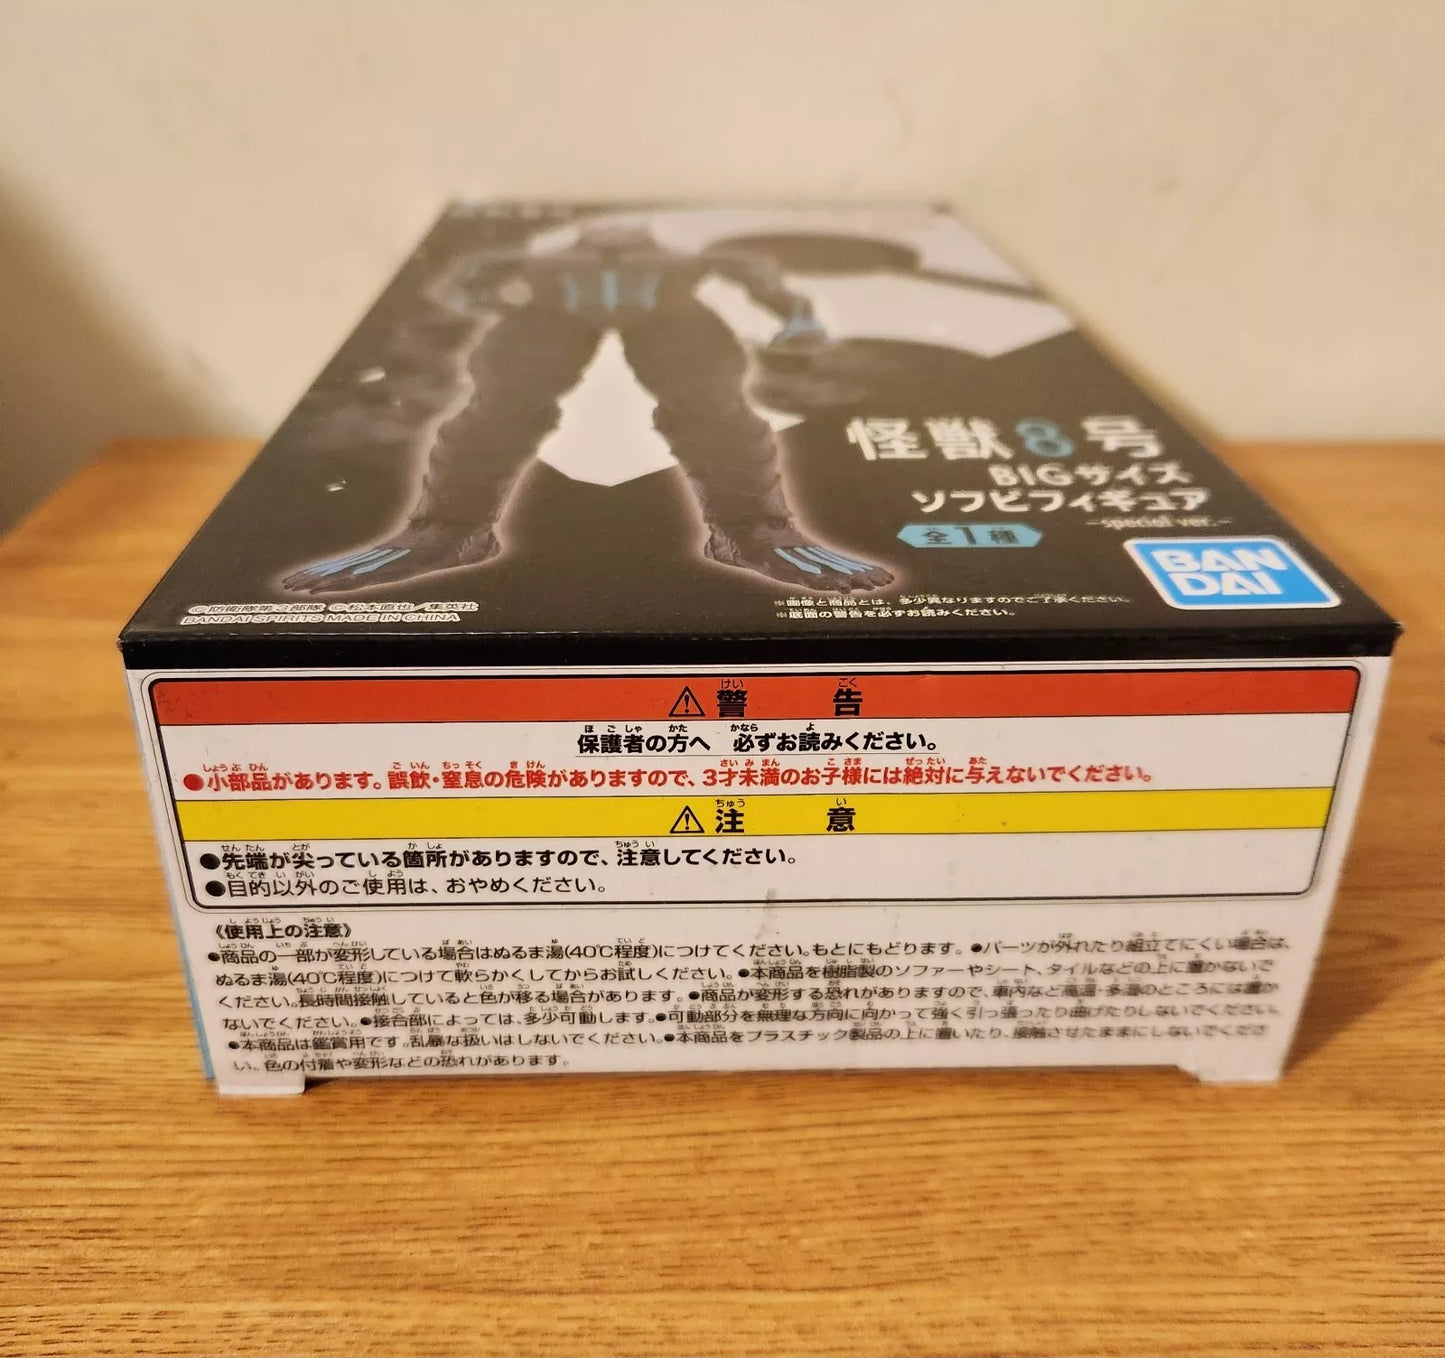 怪獣8号
BIGサイズ
ソフビフィギュア
-special ver.-
全1種
BAN
DAI
©防衛隊第3部隊 ©松本直也/集英社
BANDAI SPIRITS MADE IN CHINA
※画像と商品とは、多少異なりますのでご了承ください。
※底面の警告を必ずお読みください。
⚠警告
保護者の方へ 必ずお読みください。
●小部品があります。誤飲・窒息の危険がありますので、3才未満のお子様には絶対に与えないでください。
⚠注意
●先端が尖っている箇所がありますので、注意してください。
●目的以外のご使用は、おやめください。
《使用上の注意》
●商品の一部が変形している場合はぬるま湯(40℃程度)につけてください。もとにもどります。●パーツが外れたり組立てにくい場合は、
ぬるま湯(40℃程度)につけて軟らかくしてからお試しください。●本商品を樹脂製のソファーやシート、タイルなどの上に置かないで
ください。長時間接触していると色が移る場合があります。●商品が変形する恐れがありますので、車内など高温・多湿のところには置か
ないでください。●接合部によっては、多少可動します。●可動部分を無理な方向に向かって強く引っ張ったり曲げたりしないでください。
●本商品は鑑賞用です。乱暴な扱いはしないでください。●本商品をプラスチック製品の上に置いたり、接触させたままにしないでくださ
い。色の付着や変形などの恐れがあります。